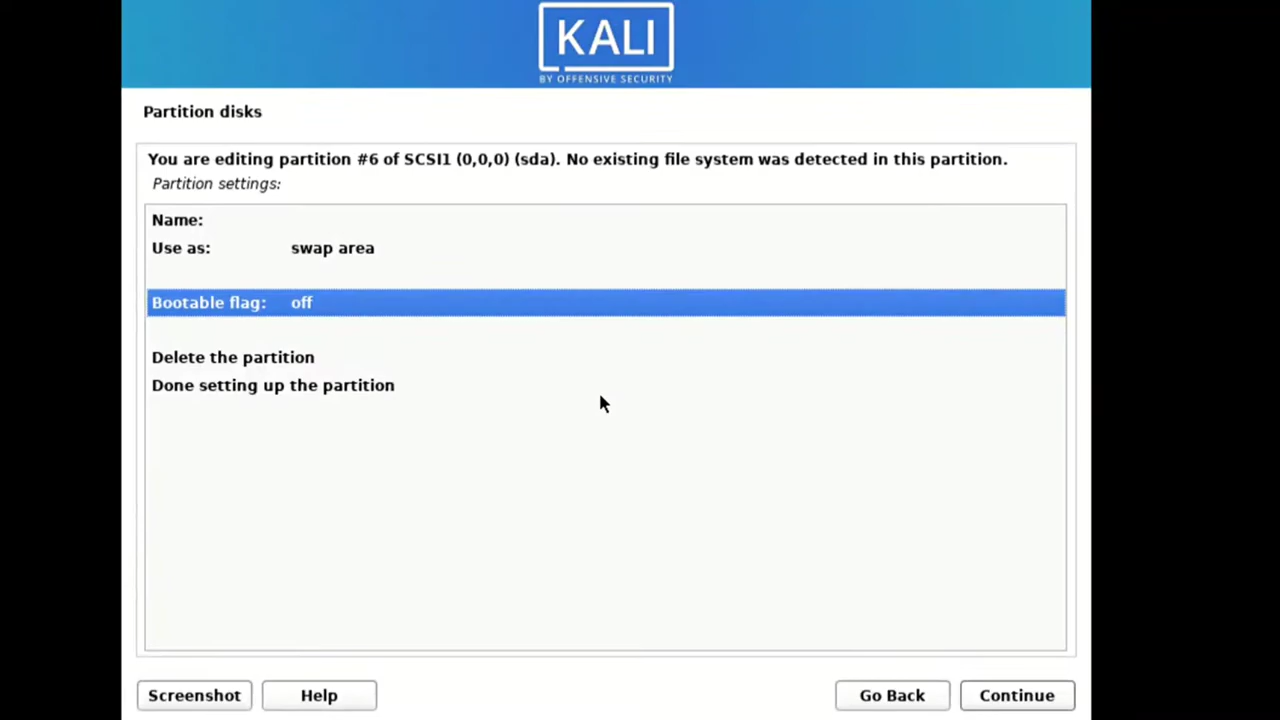 KALI
BY OFFENSIVE SECURITY
Partition disks
You are editing partition #6 of SCSI1 (0,0,0) (sda). No existing file system was detected in this partition.
Partition settings:
Name:
Use as: swap area
Bootable flag: off
Delete the partition
Done setting up the partition
Screenshot Help Go Back Continue